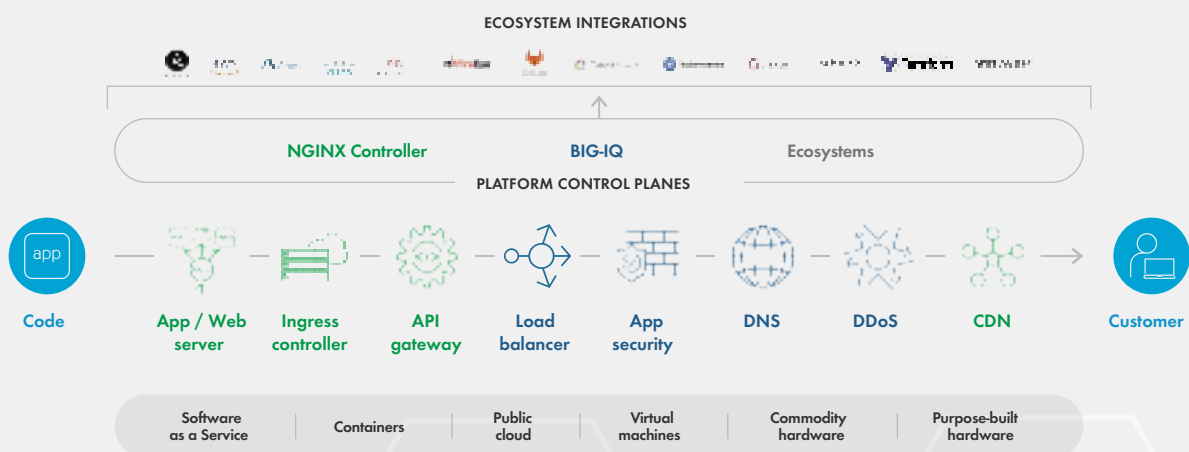 ECOSYSTEM INTEGRATIONS
Terraform
NGINX Controller
BIG-IQ
Ecosystems
PLATFORM CONTROL PLANES
app
Code
App / Web
server
Ingress
controller
API
gateway
Load
balancer
App
security
DNS
DDoS
CDN
Customer
Software
as a Service
Containers
Public
cloud
Virtual
machines
Commodity
hardware
Purpose-built
hardware